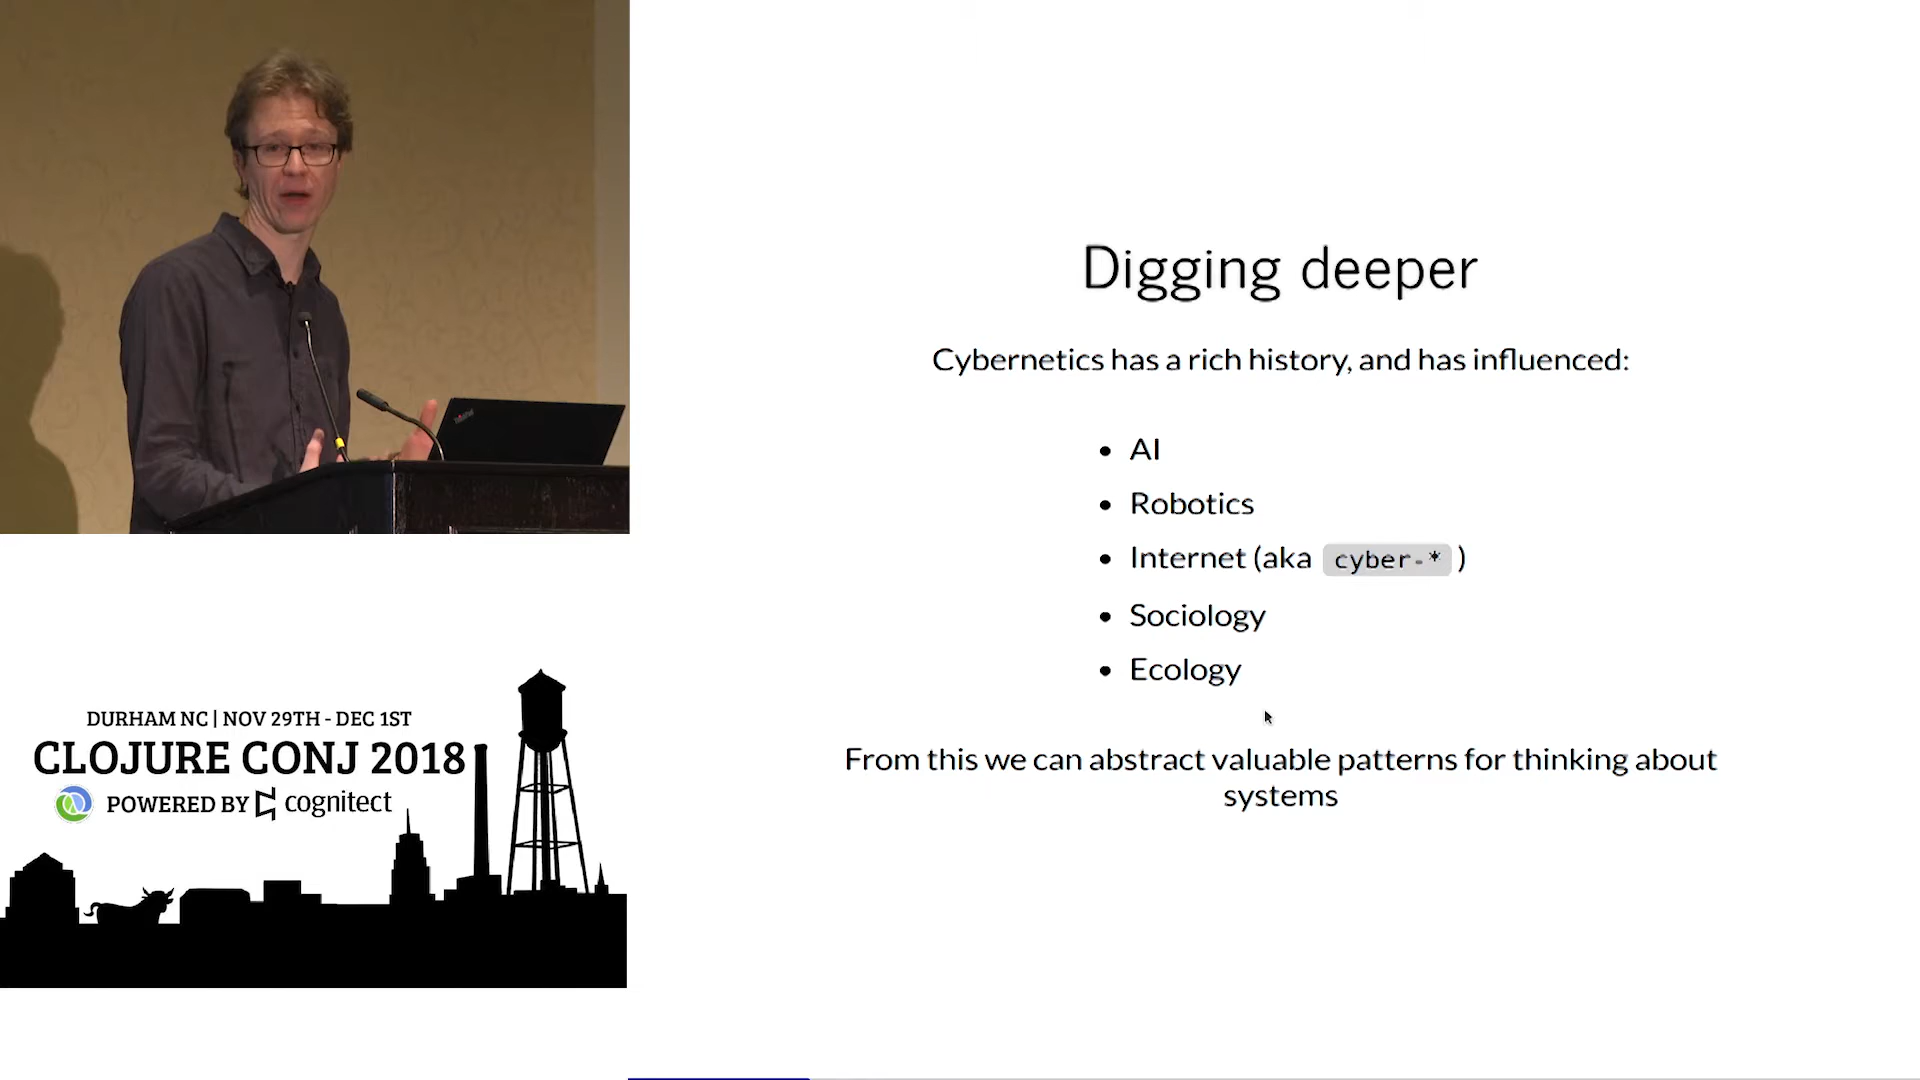 ThinkPad
DURHAM NC | NOV 29TH - DEC 1ST
CLOJURE CONJ 2018
POWERED BY cognitect
Digging deeper
Cybernetics has a rich history, and has influenced:
• AI
• Robotics
• Internet (aka cyber-* )
• Sociology
• Ecology
From this we can abstract valuable patterns for thinking about
systems